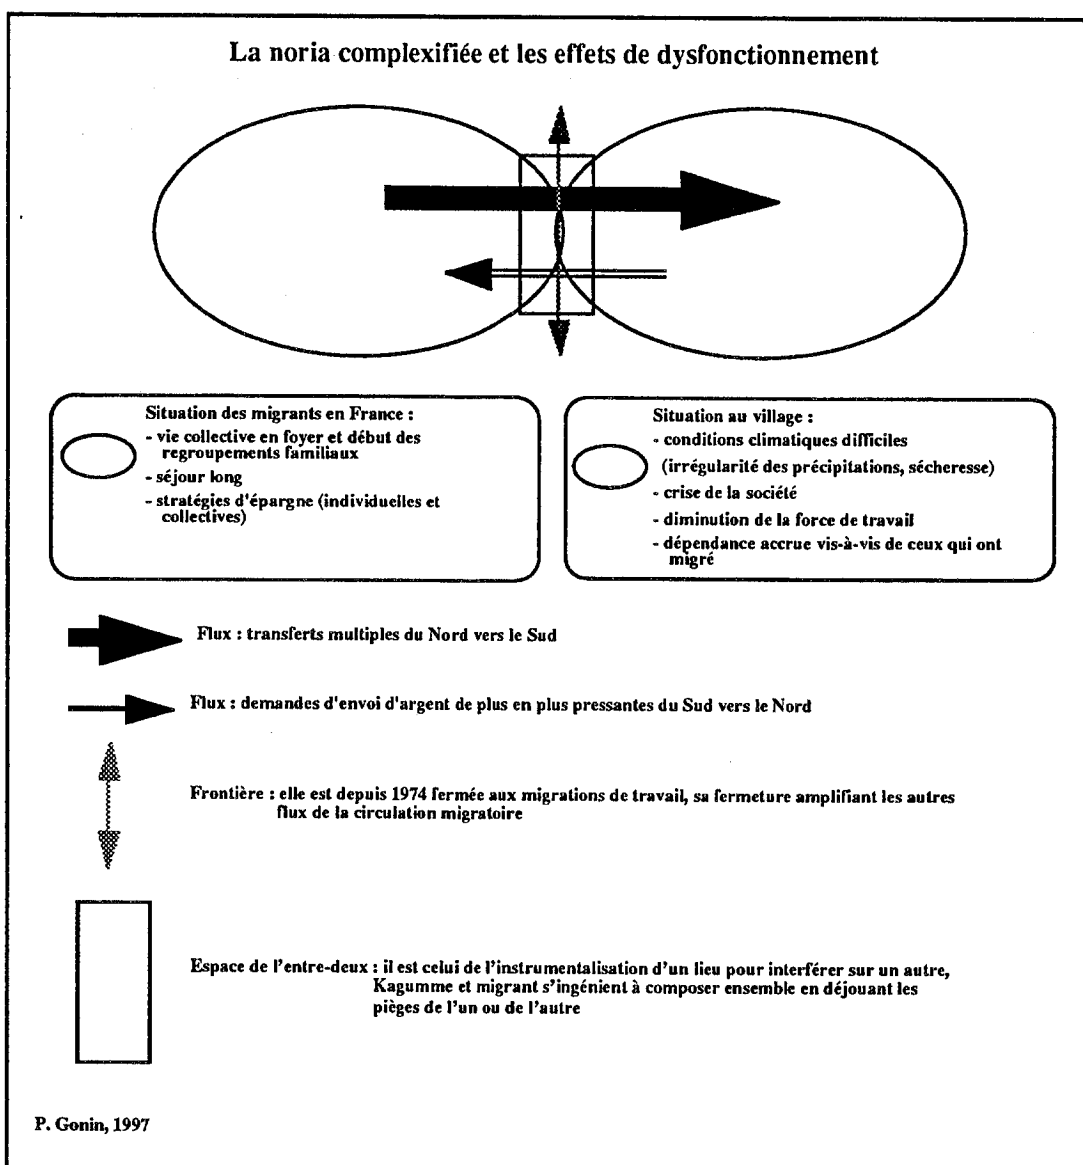 La noria complexifiée et les effets de dysfonctionnement
Situation des migrants en France :
- vie collective en foyer et début des
regroupements familiaux
- séjour long
- stratégies d'épargne (individuelles et
collectives)
Situation au village :
- conditions climatiques difficiles
(irrégularité des précipitations, sécheresse)
- crise de la société
- diminution de la force de travail
- dépendance accrue vis-à-vis de ceux qui ont
migré
Flux : transferts multiples du Nord vers le Sud
Flux : demandes d'envoi d'argent de plus en plus pressantes du Sud vers le Nord
Frontière : elle est depuis 1974 fermée aux migrations de travail, sa fermeture amplifiant les autres
flux de la circulation migratoire
Espace de l'entre-deux : il est celui de l'instrumentalisation d'un lieu pour interférer sur un autre,
Kagumme et migrant s'ingénient à composer ensemble en déjouant les
pièges de l'un ou de l'autre
P. Gonin, 1997